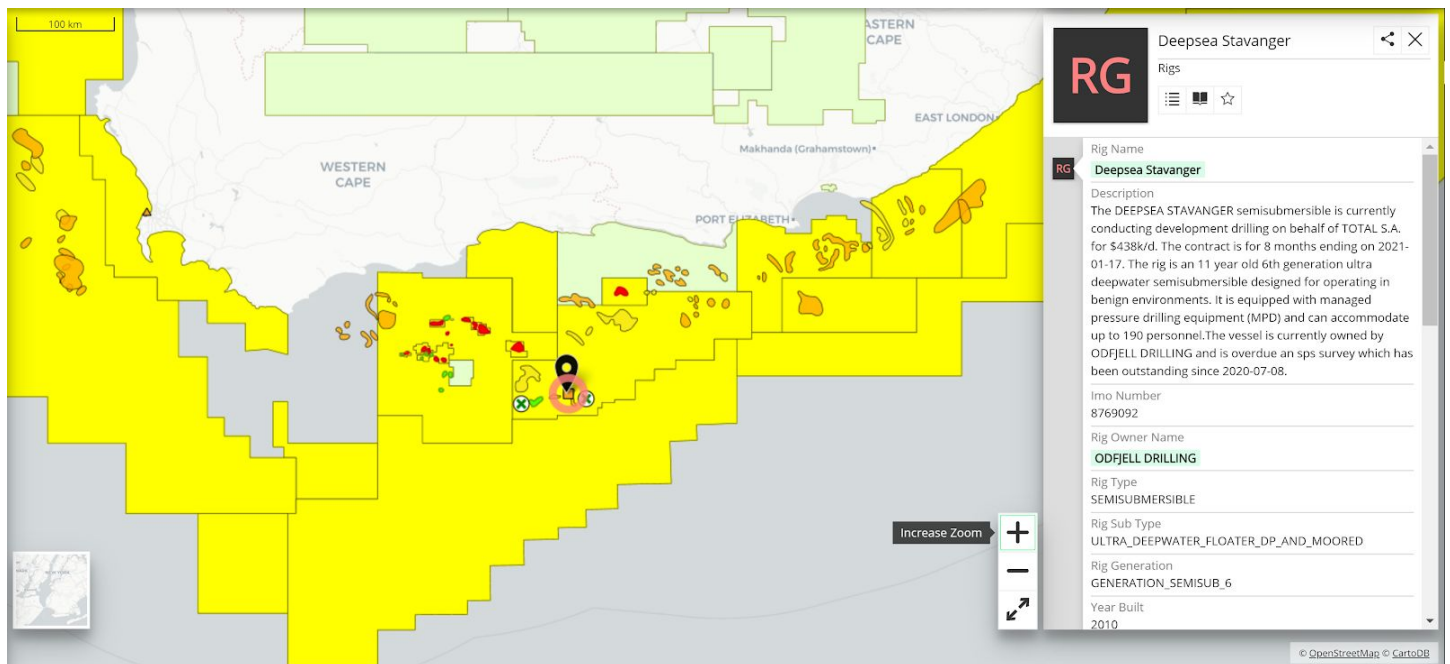 100 km
ASTERN
CAPE
EAST LONDON
Makhanda (Grahamstown)
WESTERN
CAPE
PORT ELIZABETH
Increase Zoom
RG
Deepsea Stavanger
Rigs
RG
Rig Name
Deepsea Stavanger
Description
The DEEPSEA STAVANGER semisubmersible is currently
conducting development drilling on behalf of TOTAL S.A.
for $438k/d. The contract is for 8 months ending on 2021-
01-17. The rig is an 11 year old 6th generation ultra
deepwater semisubmersible designed for operating in
benign environments. It is equipped with managed
pressure drilling equipment (MPD) and can accommodate
up to 190 personnel.The vessel is currently owned by
ODFJELL DRILLING and is overdue an sps survey which has
been outstanding since 2020-07-08.
Imo Number
8769092
Rig Owner Name
ODFJELL DRILLING
Rig Type
SEMISUBMERSIBLE
Rig Sub Type
ULTRA_DEEPWATER_FLOATER_DP_AND_MOORED
Rig Generation
GENERATION_SEMISUB_6
Year Built
2010
© OpenStreetMap © CartoDB